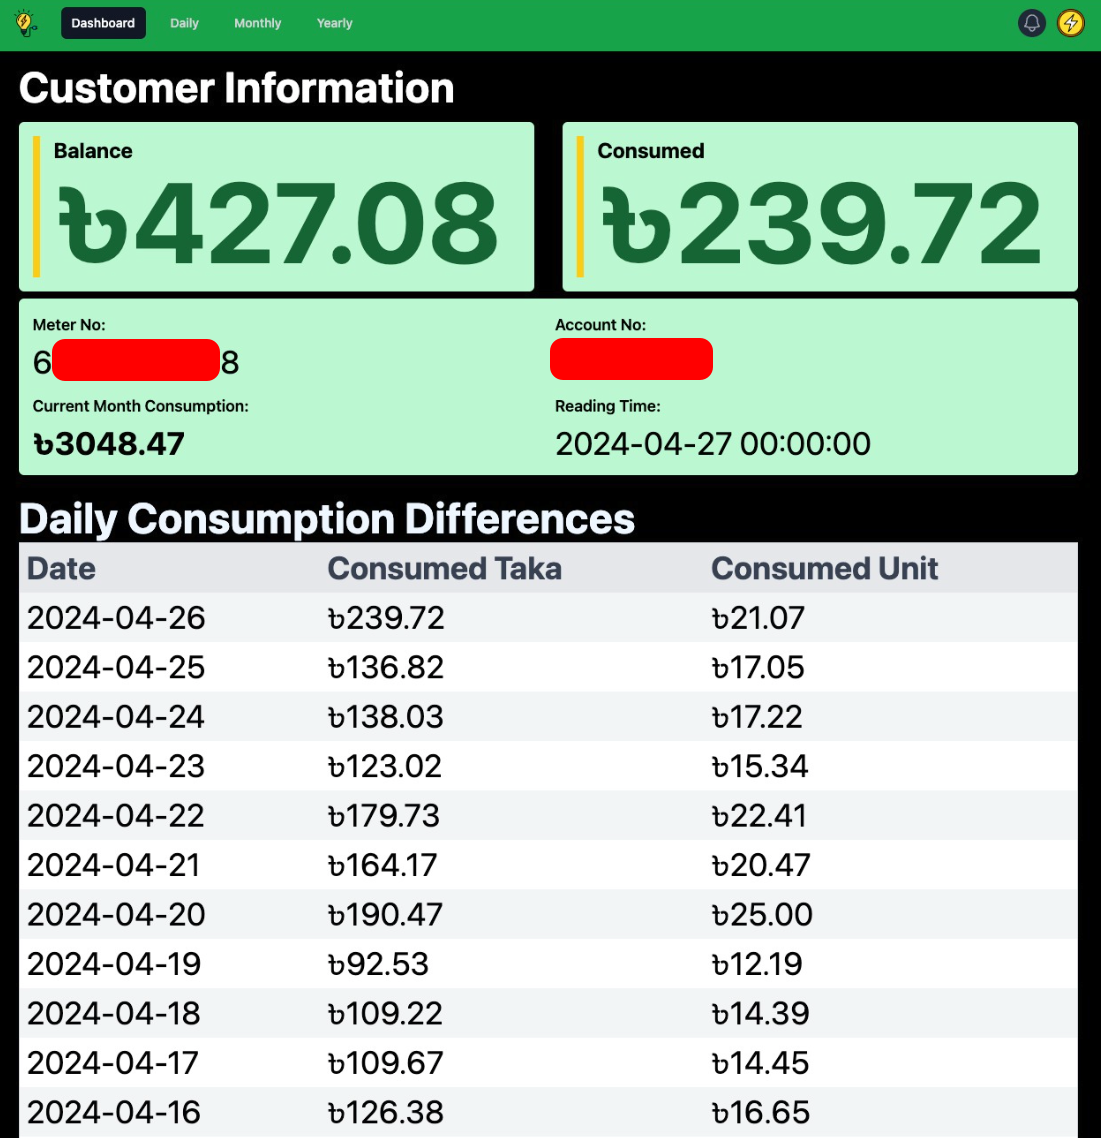 Dashboard Daily Monthly Yearly
Customer Information
Balance
৳427.08
Consumed
৳239.72
Meter No:
6 8
Account No:
Current Month Consumption:
৳3048.47
Reading Time:
2024-04-27 00:00:00
Daily Consumption Differences
Date Consumed Taka Consumed Unit
2024-04-26 ৳239.72 ৳21.07
2024-04-25 ৳136.82 ৳17.05
2024-04-24 ৳138.03 ৳17.22
2024-04-23 ৳123.02 ৳15.34
2024-04-22 ৳179.73 ৳22.41
2024-04-21 ৳164.17 ৳20.47
2024-04-20 ৳190.47 ৳25.00
2024-04-19 ৳92.53 ৳12.19
2024-04-18 ৳109.22 ৳14.39
2024-04-17 ৳109.67 ৳14.45
2024-04-16 ৳126.38 ৳16.65